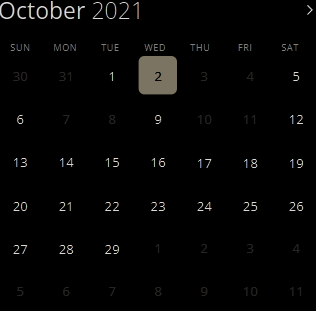 October 2021
SUN MON TUE WED THU FRI SAT
30 31 1 2 3 4 5
6 7 8 9 10 11 12
13 14 15 16 17 18 19
20 21 22 23 24 25 26
27 28 29 1 2 3 4
5 6 7 8 9 10 11